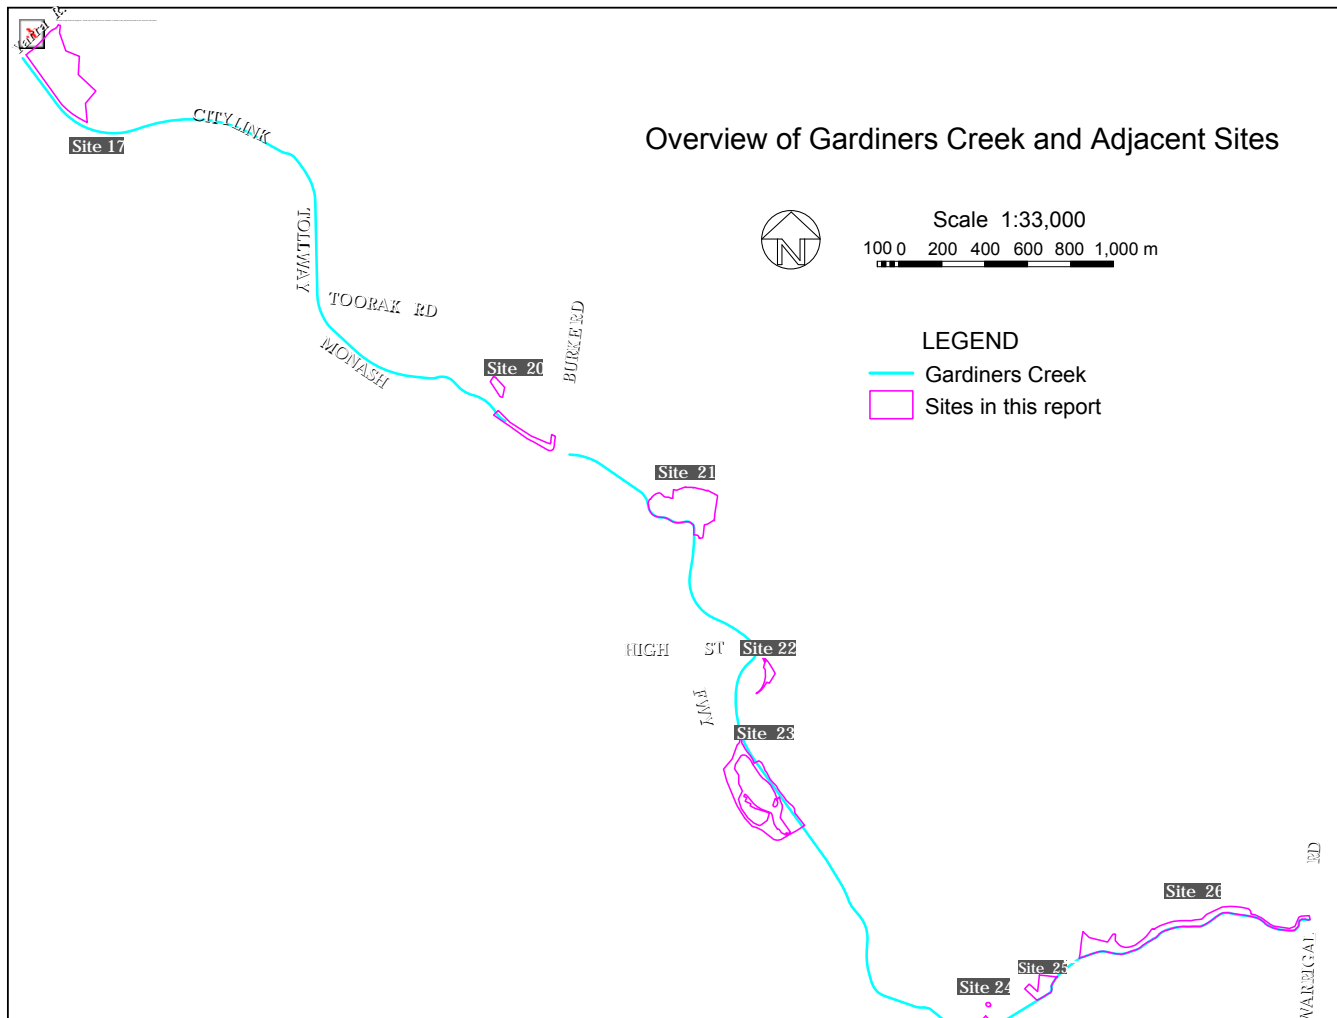 Site 17
CITY LINK
Overview of Gardiners Creek and Adjacent Sites
TOLLWAY
N
Scale 1:33,000
100 0 200 400 600 800 1,000 m
TOORAK RD
BURKE RD
MONASH
LEGEND
Gardiners Creek
Sites in this report
Site 20
Site 21
HIGH ST
Site 22
FWY
Site 23
RD
Site 26
WARRIGAL
Site 25
Site 24